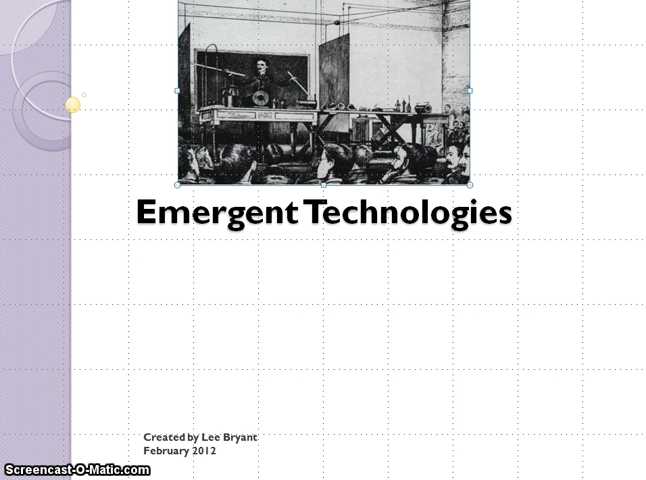 Emergent Technologies
Created by Lee Bryant
February 2012
Screencast-O-Matic.com